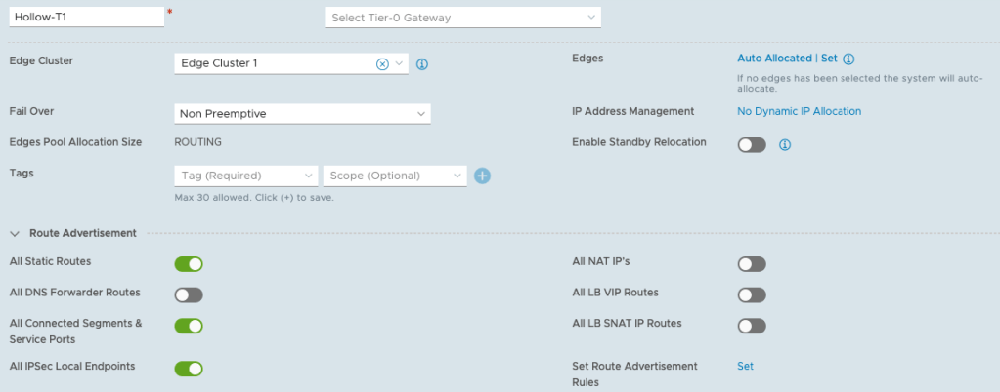 Hollow-T1 * Select Tier-0 Gateway
Edge Cluster Edge Cluster 1 Edges Auto Allocated | Set
If no edges has been selected the system will auto-
allocate.
Fail Over Non Preemptive IP Address Management No Dynamic IP Allocation
Edges Pool Allocation Size ROUTING Enable Standby Relocation
Tags Tag (Required) Scope (Optional)
Max 30 allowed. Click (+) to save.
Route Advertisement
All Static Routes All NAT IP's
All DNS Forwarder Routes All LB VIP Routes
All Connected Segments & All LB SNAT IP Routes
Service Ports
All IPSec Local Endpoints Set Route Advertisement Set
Rules